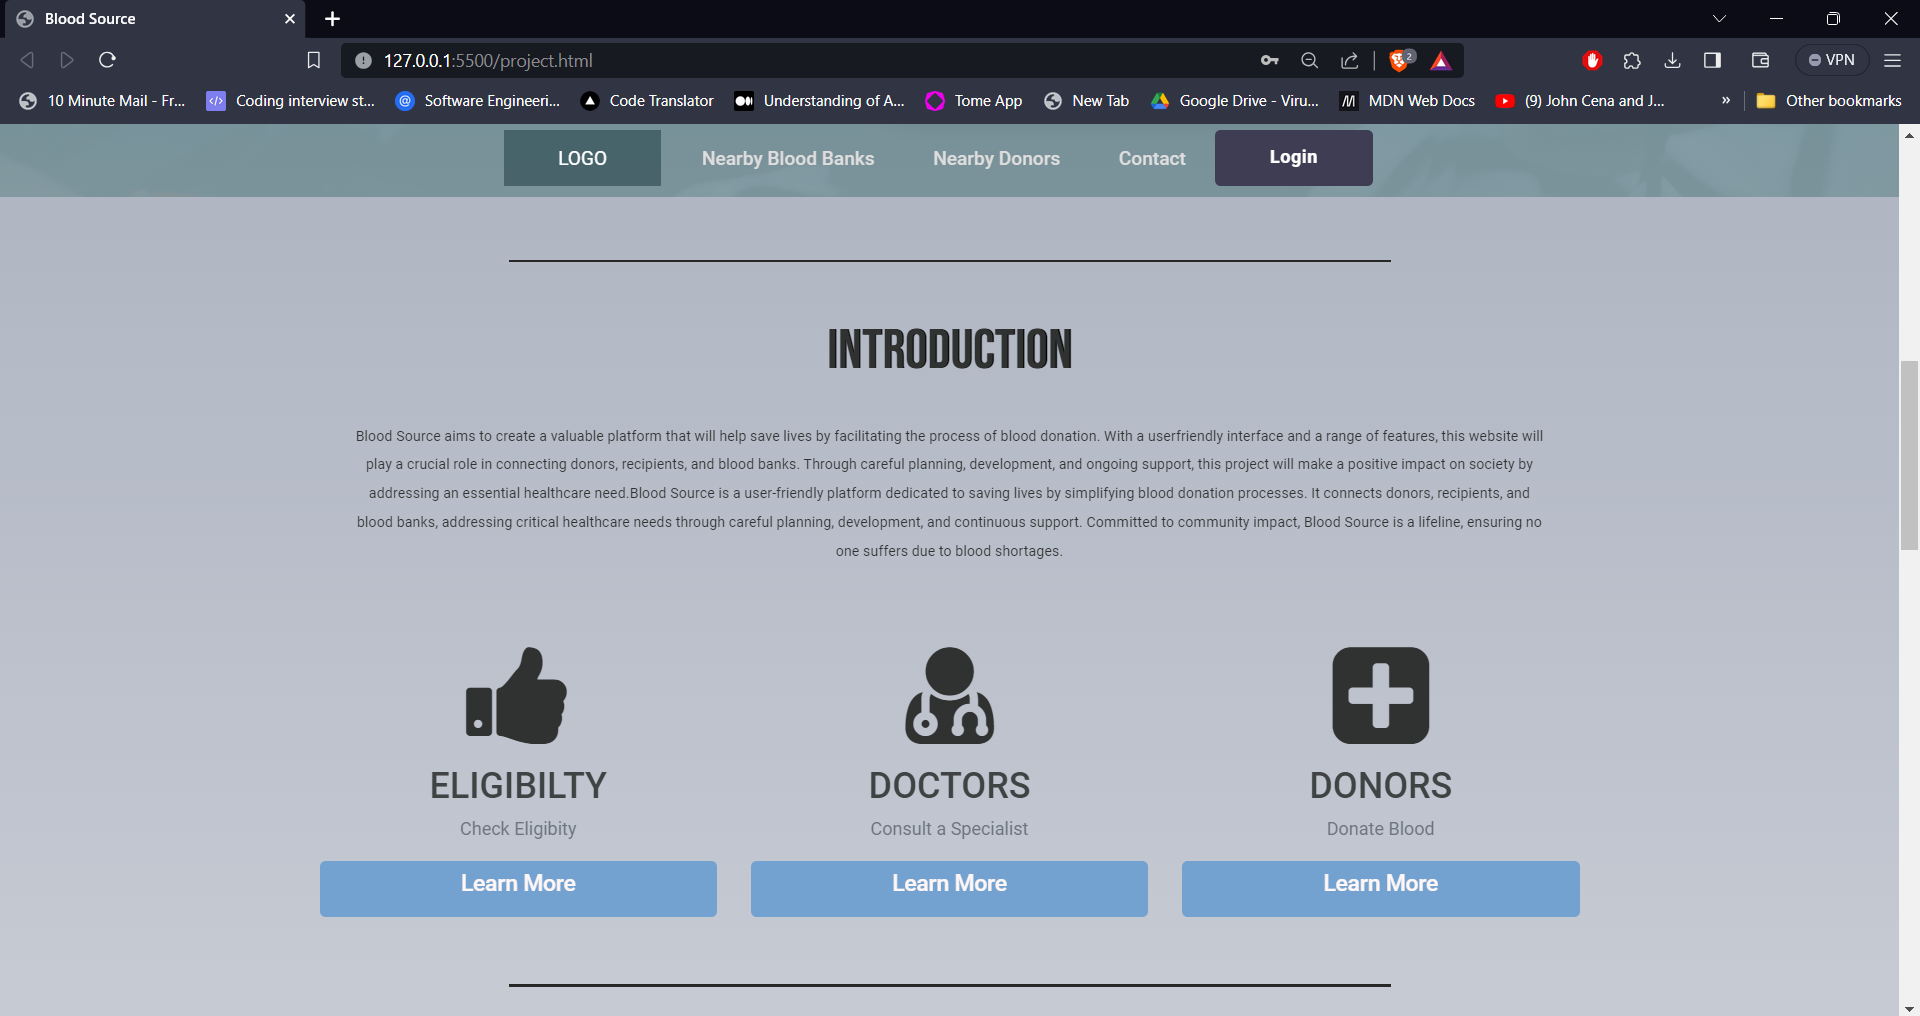 Blood Source
127.0.0.1:5500/project.html
2
VPN
10 Minute Mail - Fr...
Coding interview st...
Software Engineeri...
Code Translator
Understanding of A...
Tome App
New Tab
Google Drive - Viru...
MDN Web Docs
(9) John Cena and J...
»
Other bookmarks
LOGO
Nearby Blood Banks
Nearby Donors
Contact
Login
INTRODUCTION
Blood Source aims to create a valuable platform that will help save lives by facilitating the process of blood donation. With a userfriendly interface and a range of features, this website will
play a crucial role in connecting donors, recipients, and blood banks. Through careful planning, development, and ongoing support, this project will make a positive impact on society by
addressing an essential healthcare need.Blood Source is a user-friendly platform dedicated to saving lives by simplifying blood donation processes. It connects donors, recipients, and
blood banks, addressing critical healthcare needs through careful planning, development, and continuous support. Committed to community impact, Blood Source is a lifeline, ensuring no
one suffers due to blood shortages.
ELIGIBILTY
DOCTORS
DONORS
Check Eligibity
Consult a Specialist
Donate Blood
Learn More
Learn More
Learn More